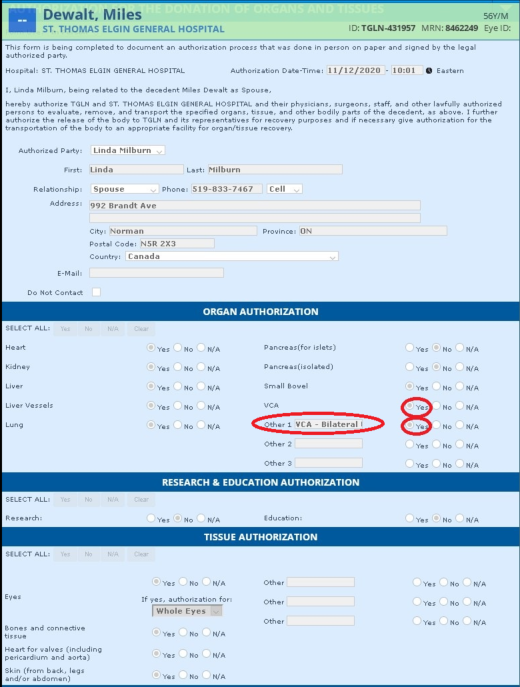 ON THE DONATION OF ORGANS AND TISSUES
-- Dewalt, Miles 56Y/M
ST. THOMAS ELGIN GENERAL HOSPITAL ID: TGLN-431957 MRN: 8462249 Eye ID:
This form is being completed to document an authorization process that was done in person on paper and signed by the legal
authorized party.
Hospital: ST. THOMAS ELGIN GENERAL HOSPITAL Authorization Date-Time: 11/12/2020 - 10:01 Eastern
I, Linda Milburn, being related to the decedent Miles Dewalt as Spouse,
hereby authorize TGLN and ST. THOMAS ELGIN GENERAL HOSPITAL and their physicians, surgeons, staff, and other lawfully authorized
persons to evaluate, remove, and transport the specified organs, tissue, and other bodily parts of the decedent, as above. I further
authorize the release of the body to TGLN and its representatives for recovery purposes and if necessary give authorization for the
transportation of the body to an appropriate facility for organ/tissue recovery.
Authorized Party: Linda Milburn
First: Linda Last: Milburn
Relationship: Spouse Phone: 519-833-7467 Cell
Address: 992 Brandt Ave
City: Norman Province: ON
Postal Code: N5R 2X3
Country: Canada
E-Mail:
Do Not Contact
ORGAN AUTHORIZATION
SELECT ALL: Yes No N/A Clear
Heart Yes No N/A Pancreas(for islets) Yes No N/A
Kidney Yes No N/A Pancreas(isolated) Yes No N/A
Liver Yes No N/A Small Bowel Yes No N/A
Liver Vessels Yes No N/A VCA Yes No N/A
Lung Yes No N/A Other 1 VCA - Bilateral Yes No N/A
Other 2 Yes No N/A
Other 3 Yes No N/A
RESEARCH & EDUCATION AUTHORIZATION
SELECT ALL: Yes No N/A Clear
Research: Yes No N/A Education: Yes No N/A
TISSUE AUTHORIZATION
SELECT ALL: Yes No N/A Clear
Eyes Yes No N/A Other Yes No N/A
If yes, authorization for: Other Yes No N/A
Whole Eyes
Other Yes No N/A
Bones and connective
tissue Yes No N/A
Heart for valves (including
pericardium and aorta) Yes No N/A
Skin (from back, legs
and/or abdomen) Yes No N/A